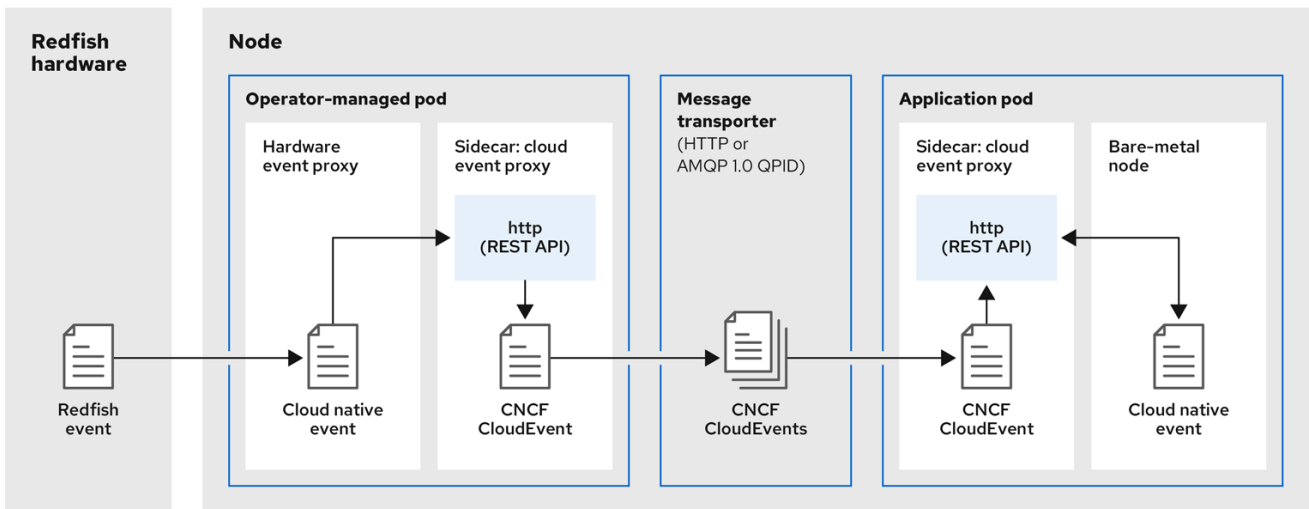 Redfish
hardware
Node
Operator-managed pod
Hardware
event proxy
Sidecar: cloud
event proxy
http
(REST API)
Message
transporter
(HTTP or
AMQP 1.0 QPID)
Application pod
Sidecar: cloud
event proxy
http
(REST API)
Bare-metal
node
Redfish
event
Cloud native
event
CNCF
CloudEvent
CNCF
CloudEvents
CNCF
CloudEvent
Cloud native
event